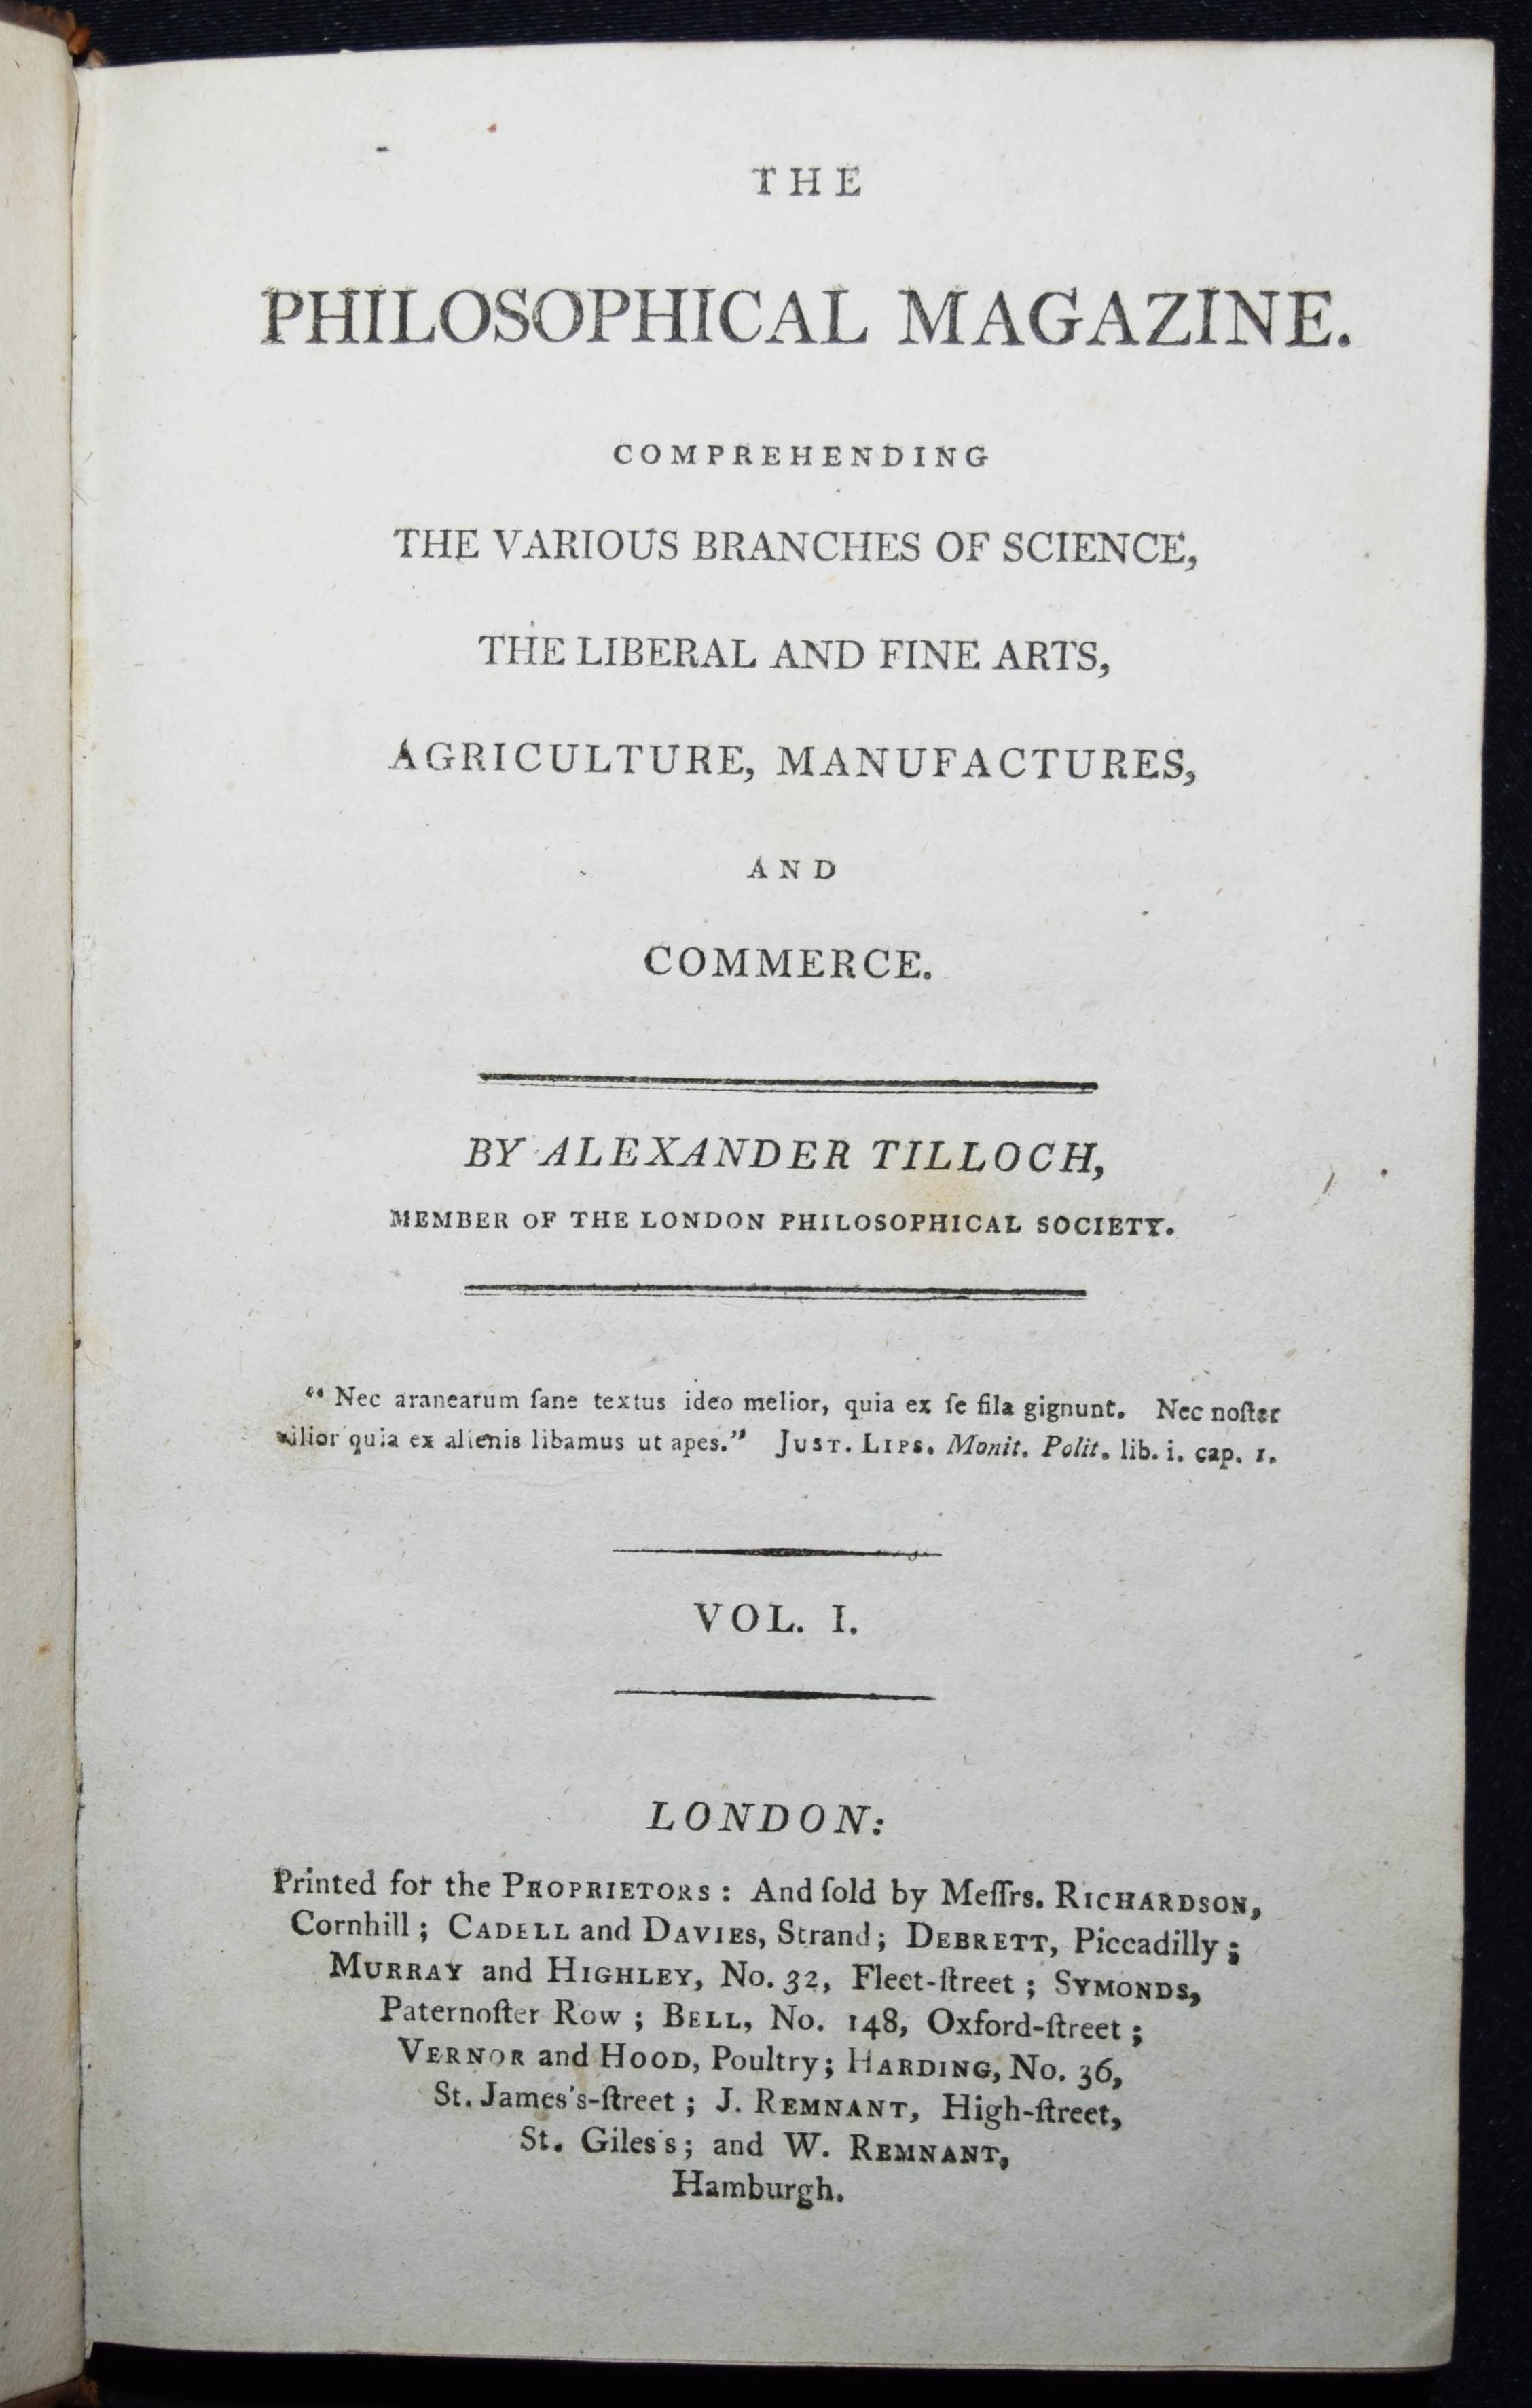 THE
PHILOSOPHICAL MAGAZINE.
COMPREHENDING
THE VARIOUS BRANCHES OF SCIENCE,
THE LIBERAL AND FINE ARTS,
AGRICULTURE, MANUFACTURES,
AND
COMMERCE.
BY ALEXANDER TILLOCH,
MEMBER OF THE LONDON PHILOSOPHICAL SOCIETY.
“ Nec aranearum ſane textus ideo melior, quia ex ſe fila gignunt. Nec noſter
vilior quia ex alienis libamus ut apes.” JUST. LIPS. Monit. Polit. lib. i. cap. 1.
VOL. I.
LONDON:
Printed for the PROPRIETORS: And ſold by Meſſrs. RICHARDSON,
Cornhill; CADELL and DAVIES, Strand; DEBRETT, Piccadilly;
MURRAY and HIGHLEY, No. 32, Fleet-ſtreet; SYMONDS,
Paternoſter Row; BELL, No. 148, Oxford-ſtreet;
VERNOR and HOOD, Poultry; HARDING, No. 36,
St. James's-ſtreet; J. REMNANT, High-ſtreet,
St. Giles's; and W. REMNANT,
Hamburgh.